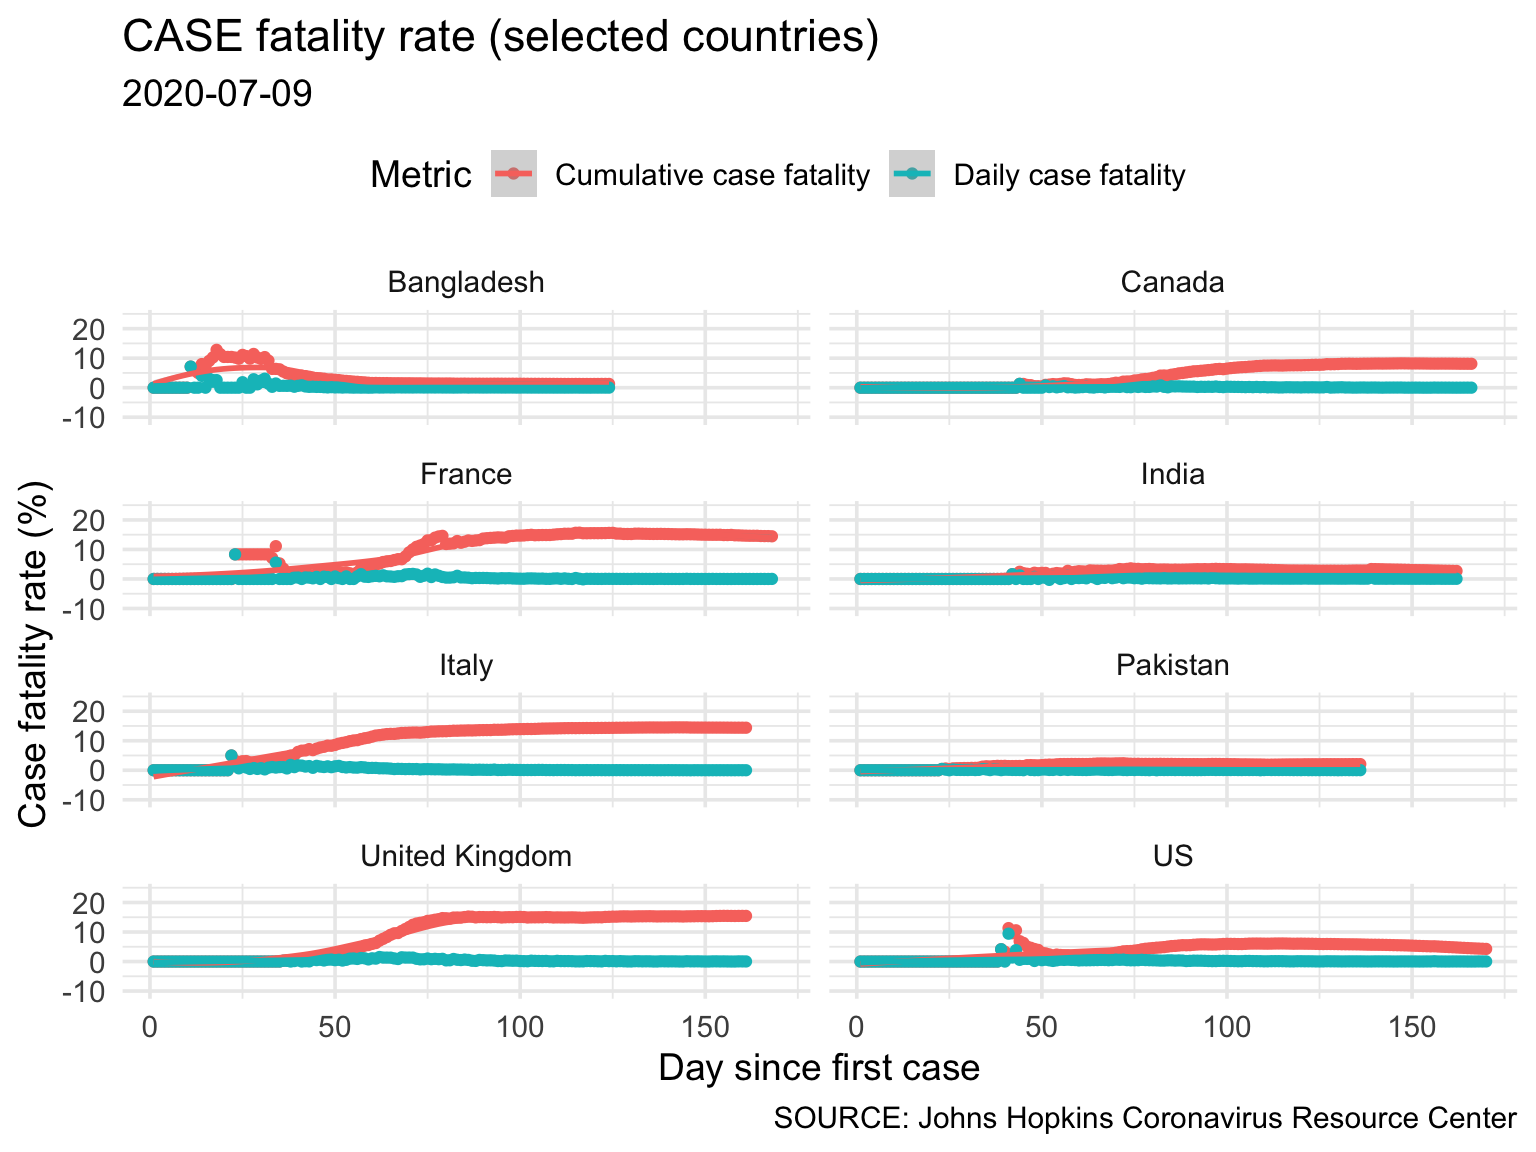 CASE fatality rate (selected countries)
2020-07-09
Metric Cumulative case fatality Daily case fatality
Bangladesh Canada
20
10
0
-10
France India
20
10
0
-10
Italy Pakistan
20
10
0
-10
United Kingdom US
20
10
0
-10
Case fatality rate (%)
0 50 100 150 0 50 100 150
Day since first case
SOURCE: Johns Hopkins Coronavirus Resource Center